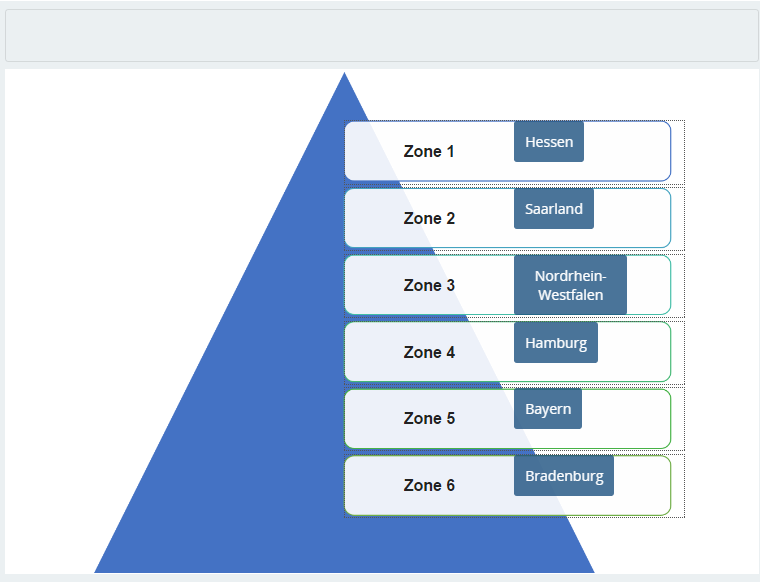 Zone 1
Hessen
Zone 2
Saarland
Zone 3
Nordrhein-
Westfalen
Zone 4
Hamburg
Zone 5
Bayern
Zone 6
Bradenburg